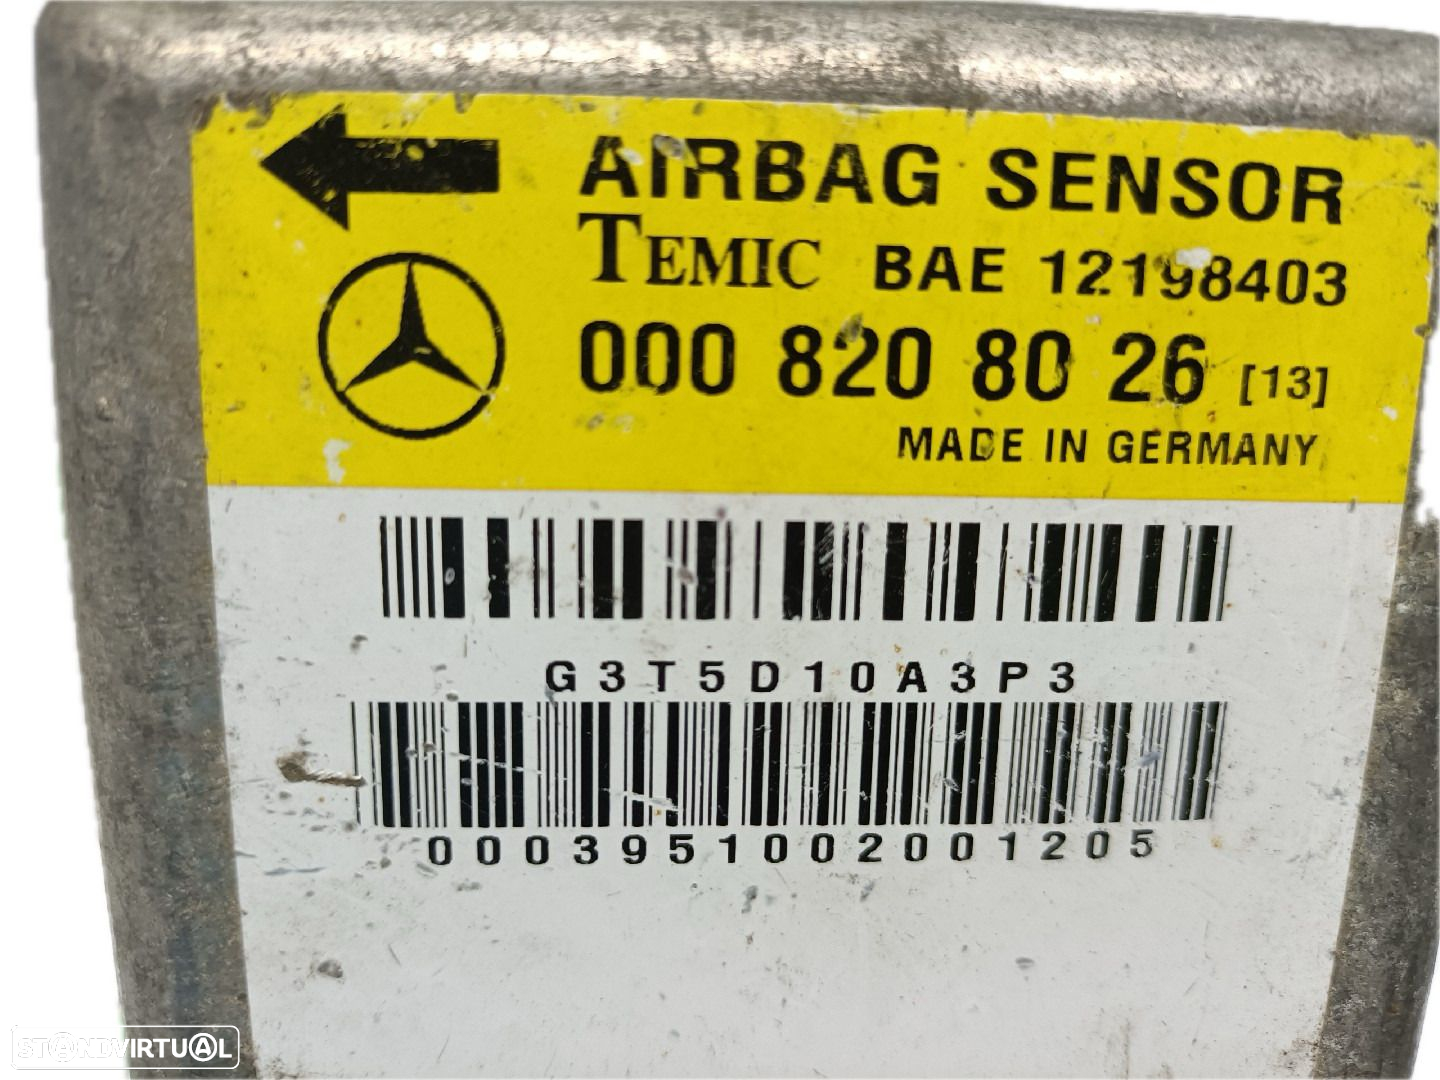 AIRBAG SENSOR
TEMIC BAE 12198403
000 820 80 26 [13]
MADE IN GERMANY
G3T5D10A3P3
0003951002001205
STANDVIRTUAL